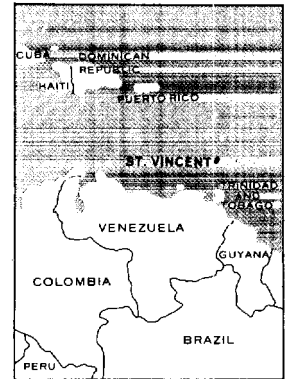 CUBA
DOMINICAN
REPUBLIC
HAITI
PUERTO RICO
ST. VINCENT
TRINIDAD
AND
TOBAGO
VENEZUELA
GUYANA
COLOMBIA
BRAZIL
PERU